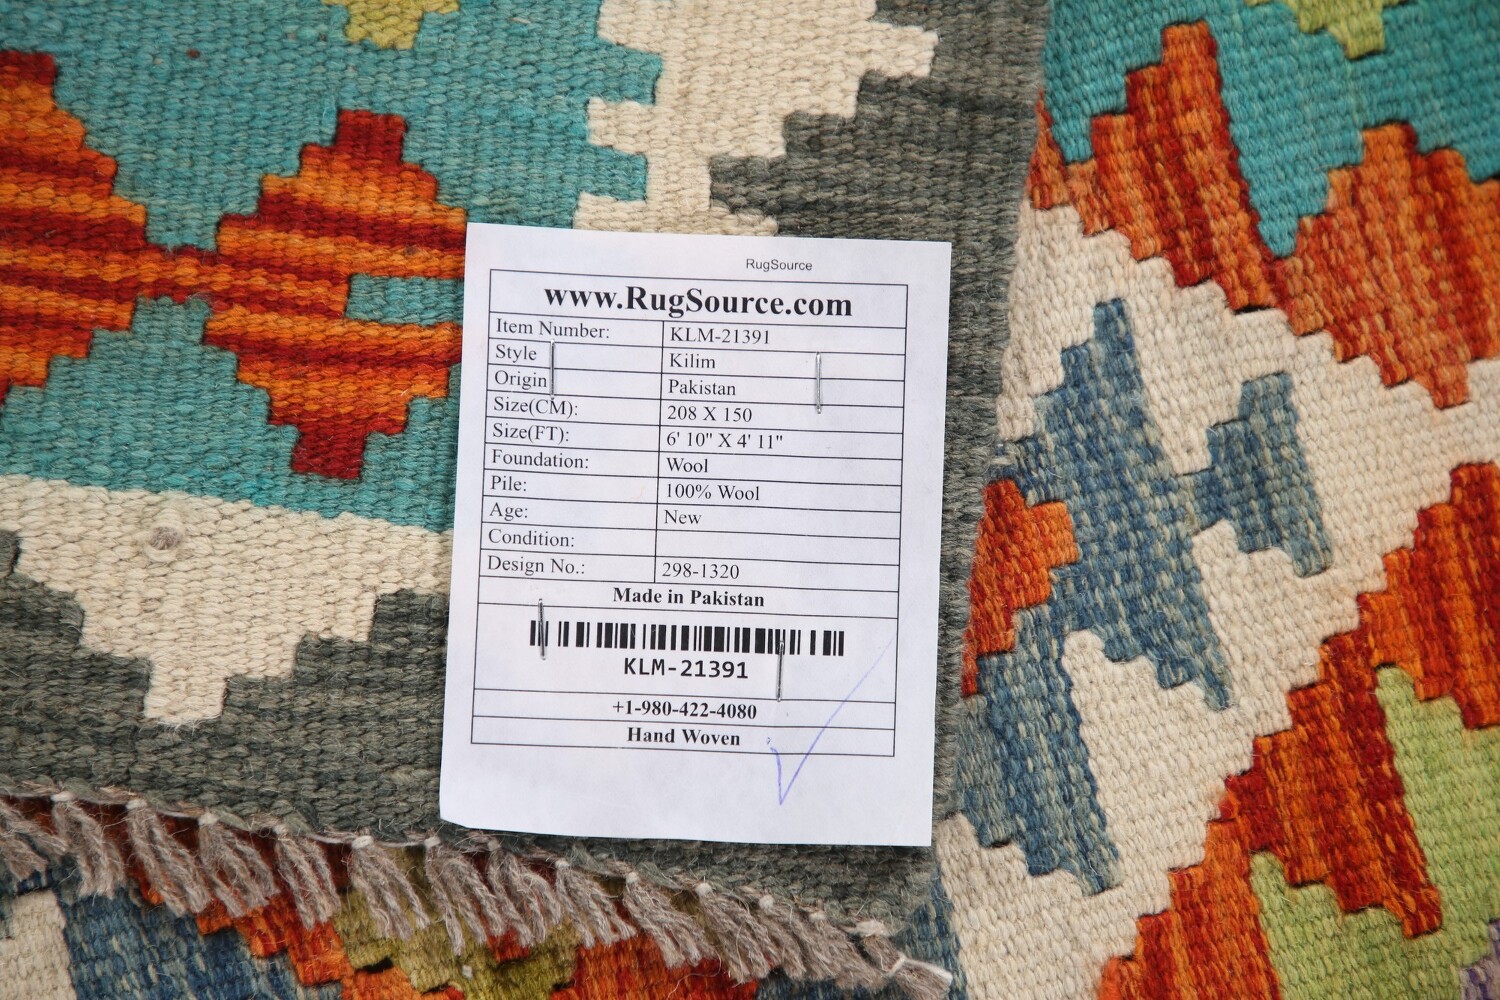 RugSource
www.RugSource.com
Item Number: KLM-21391
Style Kilim
Origin Pakistan
Size(CM): 208 X 150
Size(FT): 6' 10" X 4' 11"
Foundation: Wool
Pile: 100% Wool
Age: New
Condition:
Design No.: 298-1320
Made in Pakistan
KLM-21391
+1-980-422-4080
Hand Woven